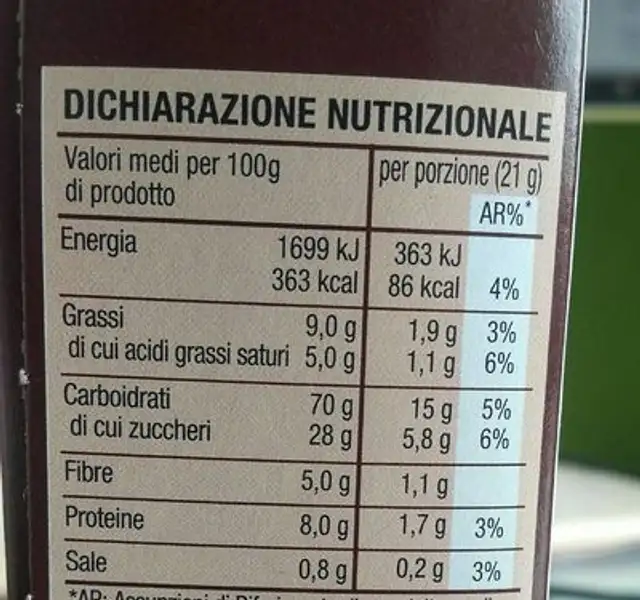 DICHIARAZIONE NUTRIZIONALE
Valori medi per 100g per porzione (21 g)
di prodotto AR%*
Energia 1699 kJ 363 kJ
363 kcal 86 kcal 4%
Grassi 9,0 g 1,9 g 3%
di cui acidi grassi saturi 5,0 g 1,1 g 6%
Carboidrati 70 g 15 g 5%
di cui zuccheri 28 g 5,8 g 6%
Fibre 5,0 g 1,1 g
Proteine 8,0 g 1,7 g 3%
Sale 0,8 g 0,2 g 3%
*AR: Assunzioni di